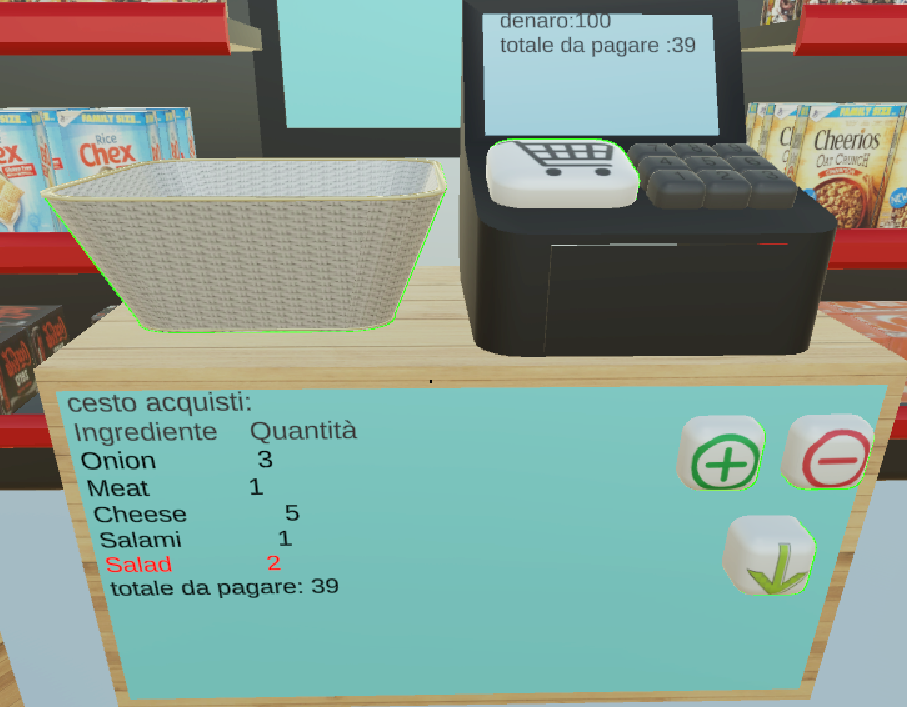 denaro:100
totale da pagare :39
FAMILY SIZE
Rice
Chex
Cheerios
OAT CRUNCH
cesto acquisti:
Ingrediente Quantità
Onion 3
Meat 1
Cheese 5
Salami 1
Salad 2
totale da pagare: 39